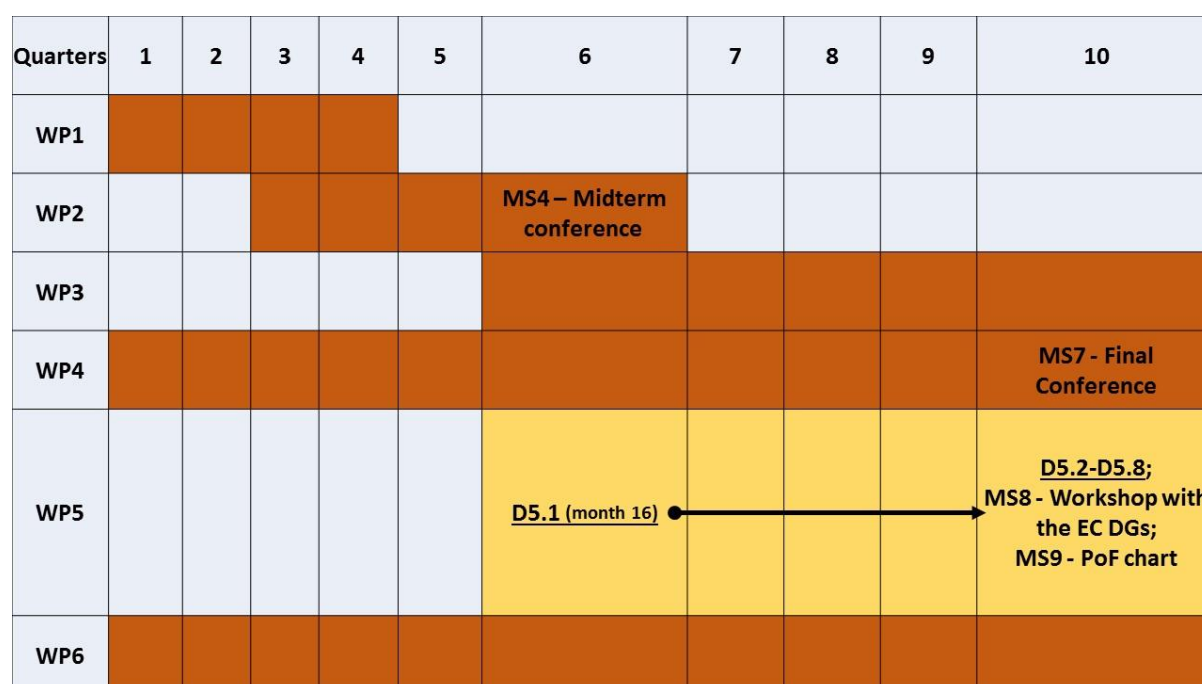 Quarters 1 2 3 4 5 6 7 8 9 10
WP1
WP2
MS4 – Midterm
conference
WP3
WP4
MS7 - Final
Conference
WP5
D5.1 (month 16)
D5.2-D5.8;
MS8 - Workshop with
the EC DGs;
MS9 - PoF chart
WP6